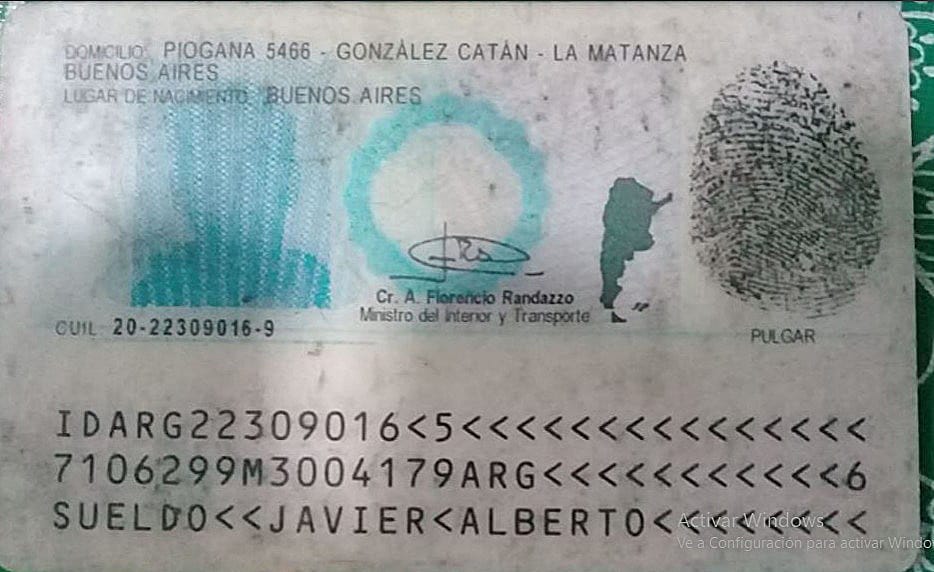 DOMICILIO: PIOGANA 5466 - GONZÁLEZ CATÁN - LA MATANZA
BUENOS AIRES
LUGAR DE NACIMIENTO: BUENOS AIRES
Cr. A. Florencio Randazzo
Ministro del Interior y Transporte
CUIL: 20-22309016-9
PULGAR
IDARG22309016<5<<<<<<<<<<<<<<<
7106299M3004179ARG<<<<<<<<<<<6
SUELDO<<JAVIER<ALBERTO<<<<<<<<
Activar Windows
Ve a Configuración para activar Windo